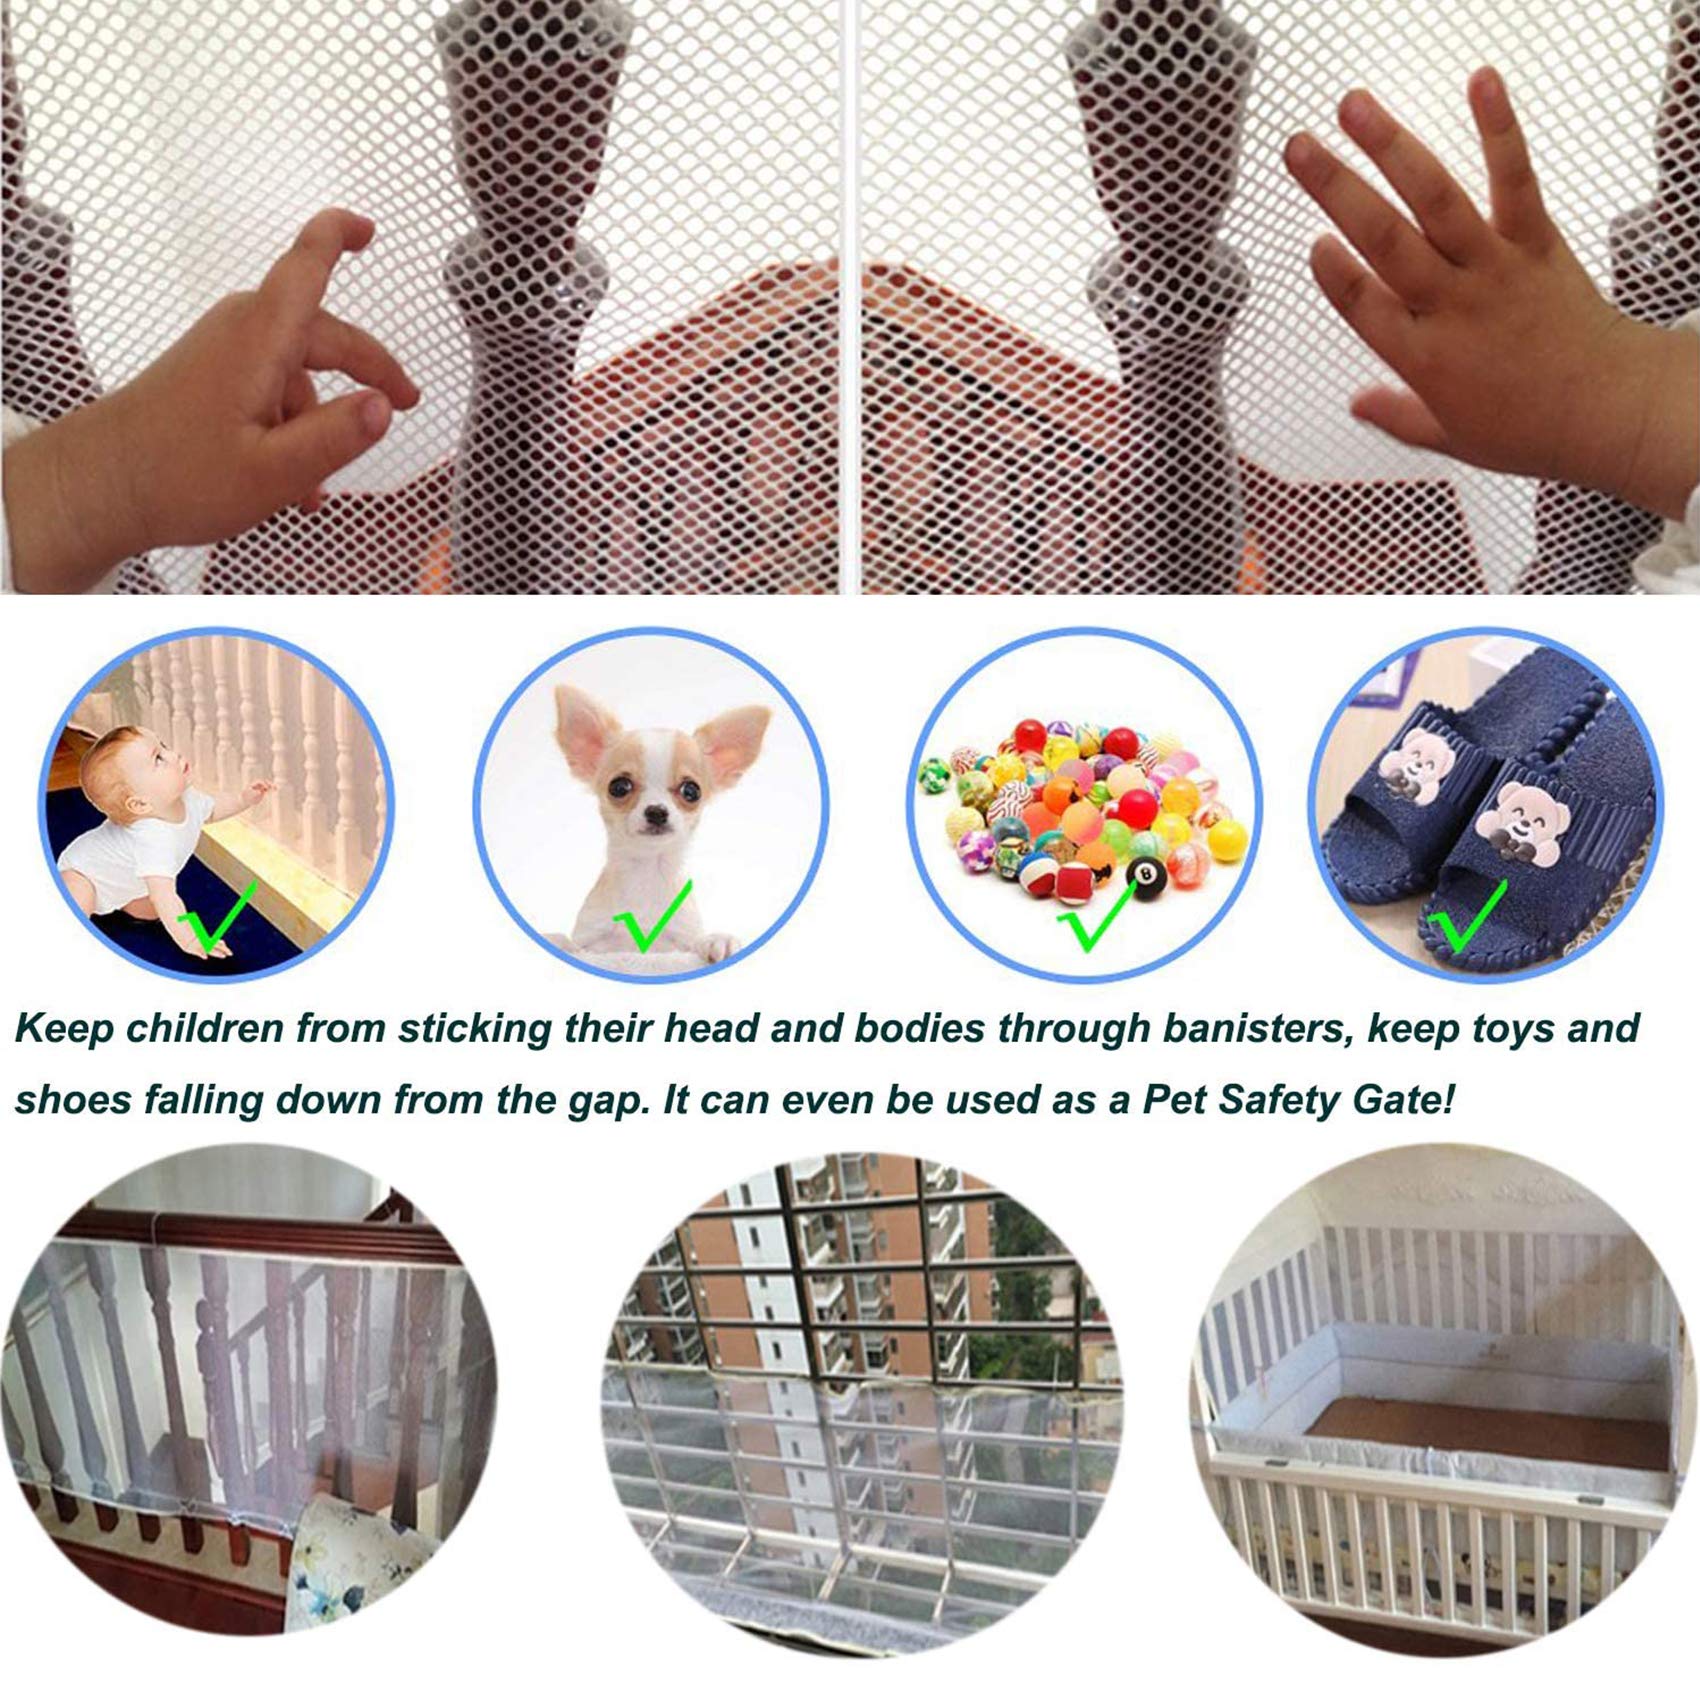 Keep children from sticking their head and bodies through banisters, keep toys and
shoes falling down from the gap. It can even be used as a Pet Safety Gate!
8